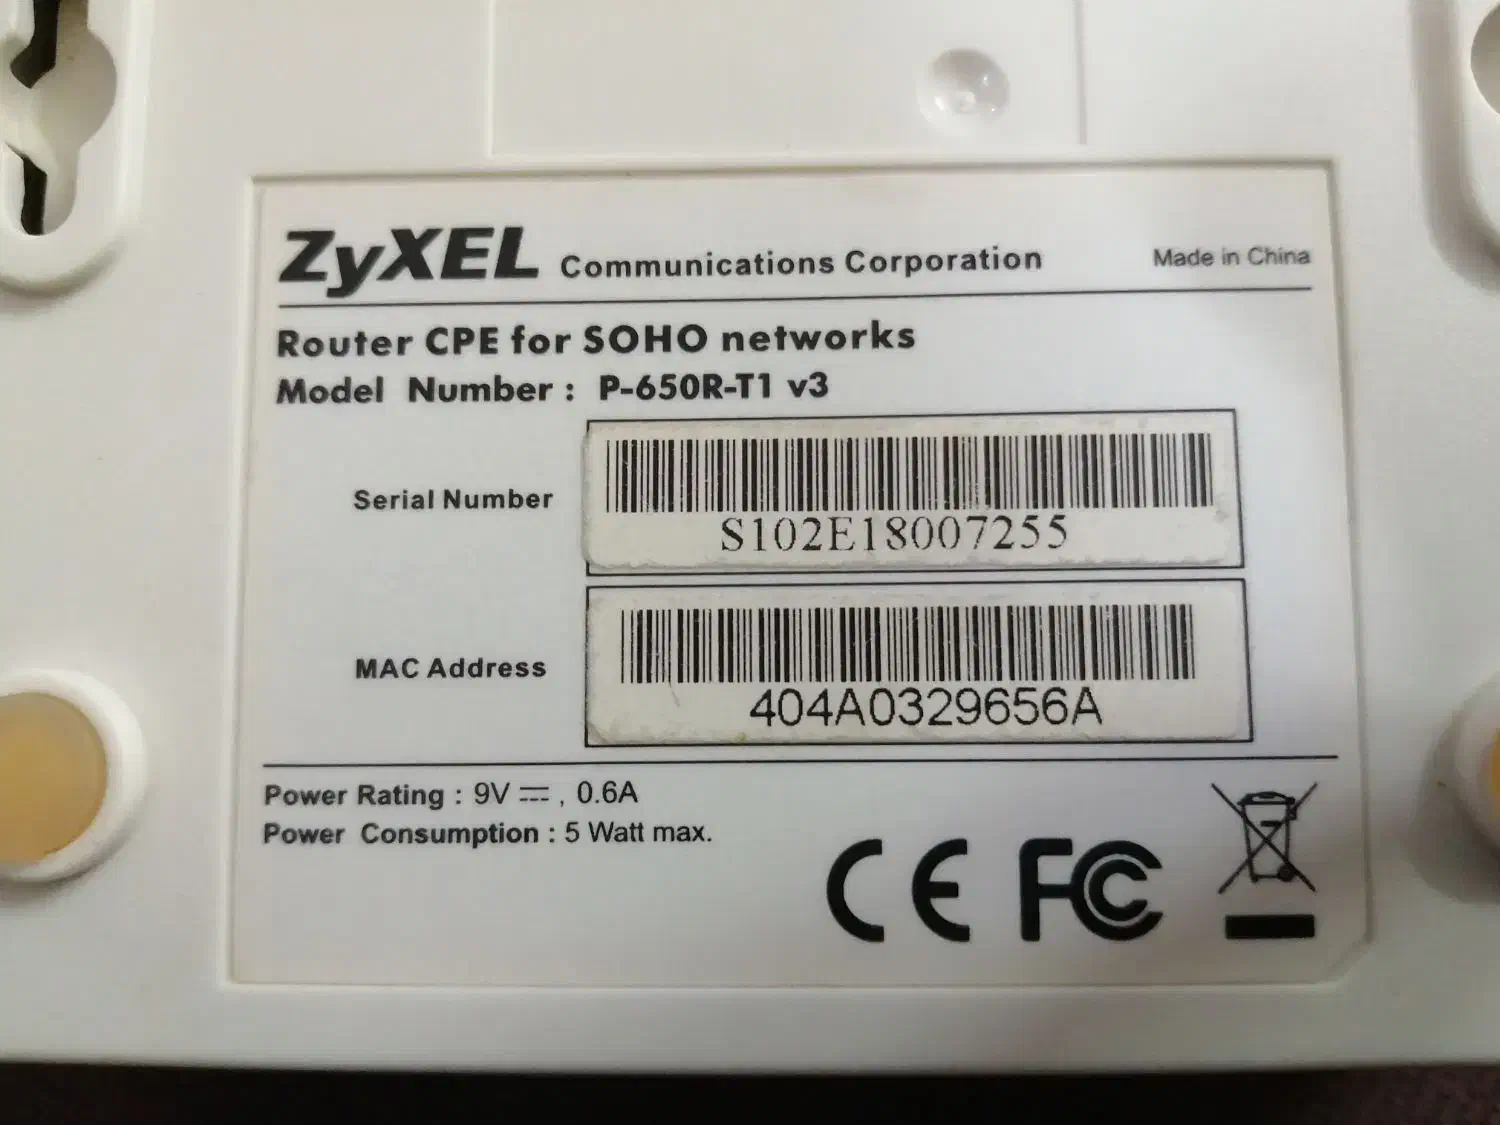 ZyXEL Communications Corporation Made in China
Router CPE for SOHO networks
Model Number : P-650R-T1 v3
Serial Number
S102E18007255
MAC Address
404A0329656A
Power Rating : 9V ⎓ , 0.6A
Power Consumption : 5 Watt max.
CE FC